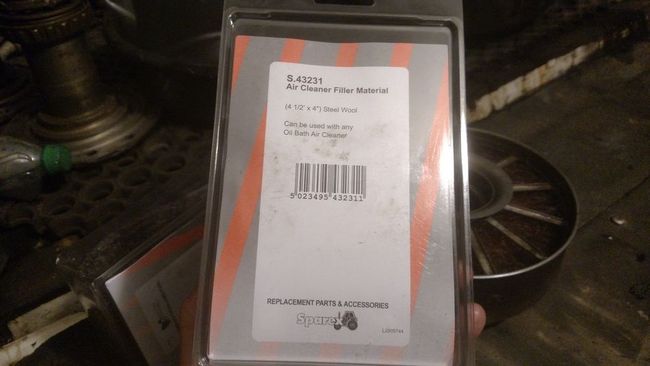 S.43231
Air Cleaner Filler Material
(4 1/2' x 4") Steel Wool
Can be used with any
Oil Bath Air Cleaner
5 023495 432311
REPLACEMENT PARTS & ACCESSORIES
Sparex